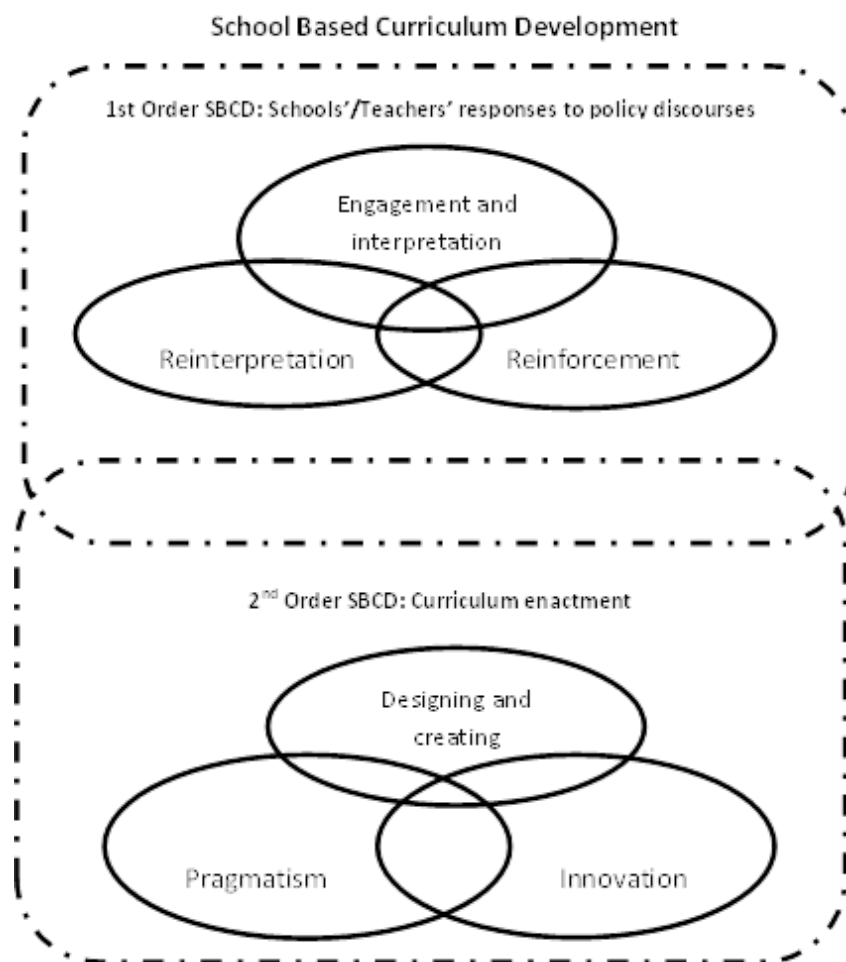 School Based Curriculum Development
1st Order SBCD: Schools'/Teachers' responses to policy discourses
Engagement and
interpretation
Reinterpretation
Reinforcement
2nd Order SBCD: Curriculum enactment
Designing and
creating
Pragmatism
Innovation